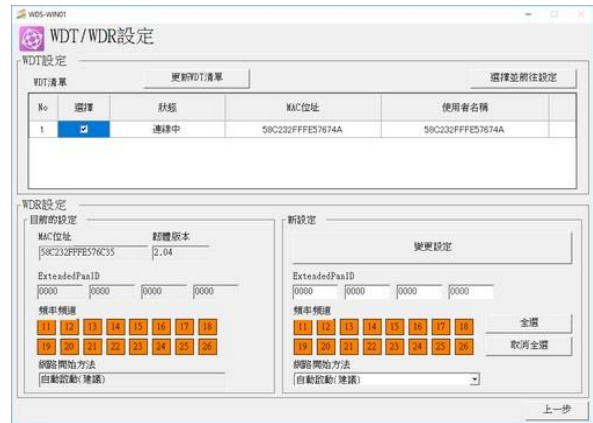 WDS-WIN01
WDT/WDR設定
WDT設定
WDT清單
更新WDT清單
選擇並前往設定
No 選擇 狀態 MAC位址 使用者名稱
1 連線中 58C232FFFE57674A 58C232FFFE57674A
WDR設定
目前的設定
MAC位址 韌體版本
58C232FFFE576C35 2.04
ExtendedPanID
0000 0000 0000 0000
頻率頻道
11 12 13 14 15 16 17 18
19 20 21 22 23 24 25 26
網路開始方法
自動啟動(建議)
新設定
變更設定
ExtendedPanID
0000 0000 0000 0000
頻率頻道
11 12 13 14 15 16 17 18
全選
19 20 21 22 23 24 25 26
取消全選
網路開始方法
自動啟動(建議)
上一步